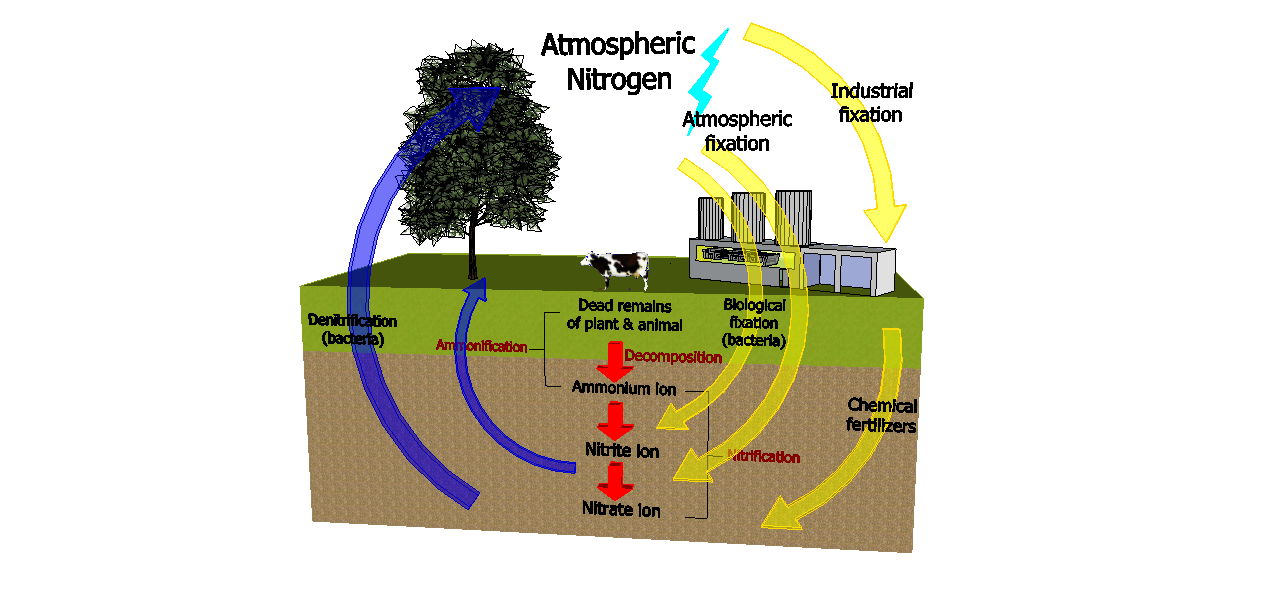 Atmospheric
Nitrogen
Industrial
fixation
Atmospheric
fixation
Dead remains
of plant & animal
Biological
fixation
(bacteria)
Denitrification
(bacteria)
Ammonification
Decomposition
Ammonium ion
Chemical
fertilizers
Nitrite ion
Nitrification
Nitrate ion